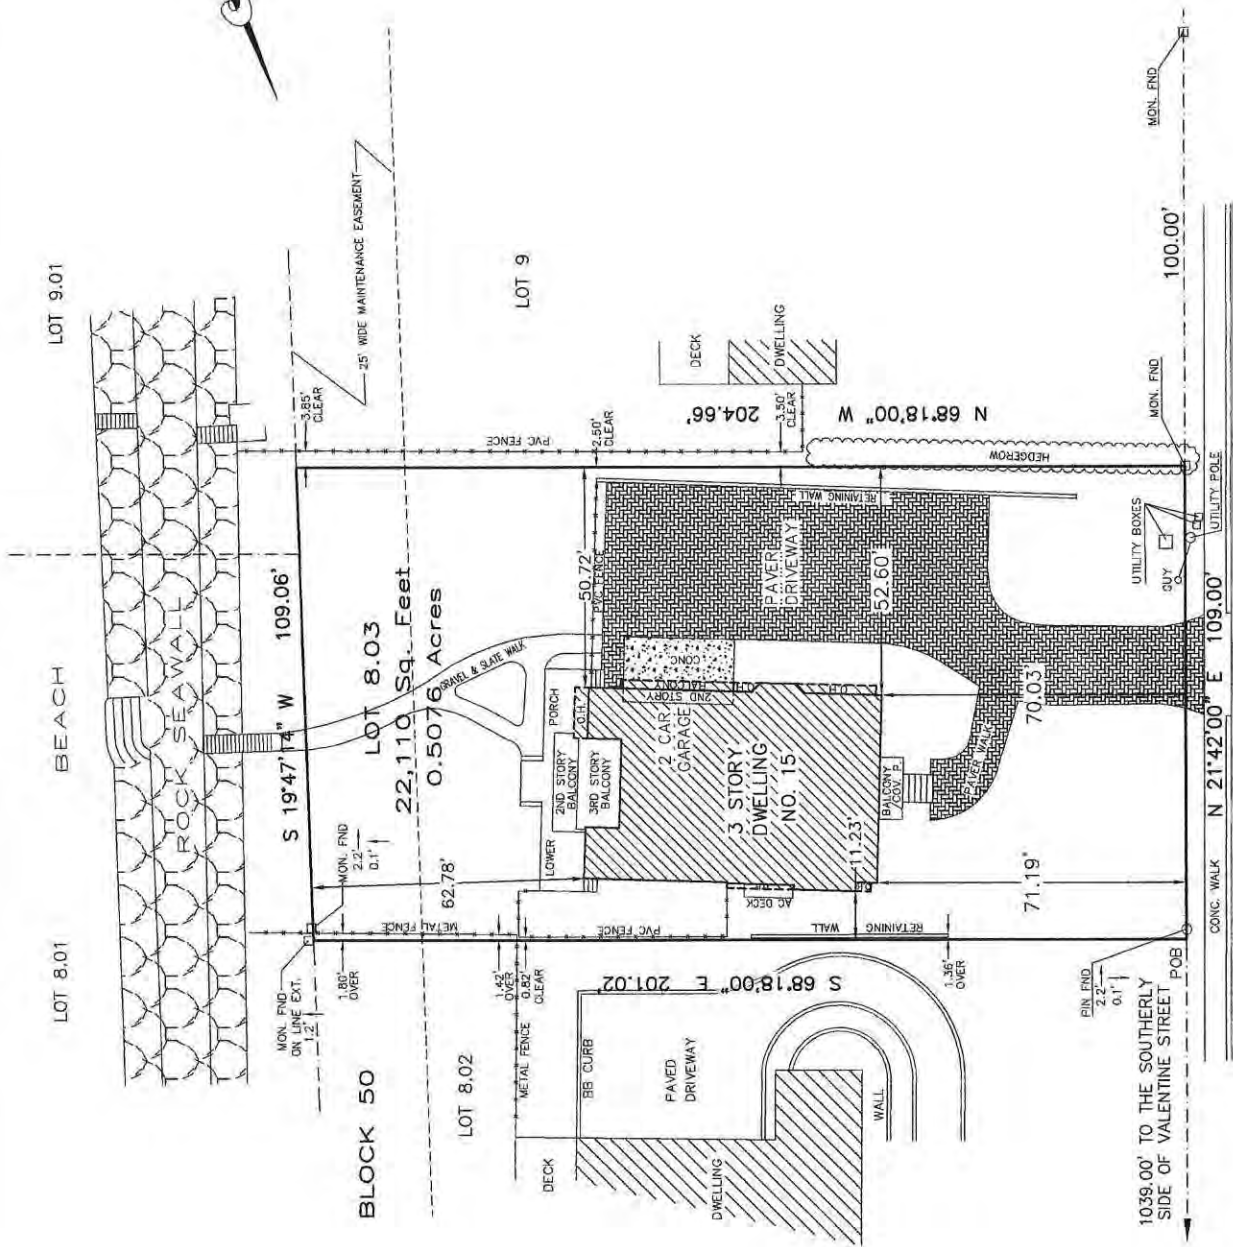 LOT 9.01
BEACH
LOT 8.01
ROCK SEAWALL
25' WIDE MAINTENANCE EASEMENT
LOT 9
MON. FND
3.85'
CLEAR
S 19°47'14" W 109.06'
MON. FND
ON LINE EXT.
1.2'
MON. FND
2.2'
0.1'
LOT 8.03
22,110 Sq. Feet
0.5076 Acres
62.78'
1.80'
OVER
METAL FENCE
BLOCK 50
LOT 8.02
PVC FENCE
2.50'
CLEAR
N 68°18'00" W 204.66'
3.50'
CLEAR
DECK
DWELLING
HEDGEROW
GRAVEL & SLATE WALK
50.72'
PVC FENCE
RETAINING WALL
PAVER
DRIVEWAY
52.60'
CONC.
2ND STORY
BALCONY
O.H.
O.H.
PORCH
LOWER
2ND STORY
BALCONY
3RD STORY
BALCONY
2 CAR
GARAGE
3 STORY
DWELLING
NO. 15
11.23'
BALCONY
COV. P.
PAVER WALK
AC DECK
1.42'
OVER
0.82'
CLEAR
PVC FENCE
RETAINING WALL
1.36'
OVER
S 68°18'00" E 201.02'
METAL FENCE
BB CURB
PAVED
DRIVEWAY
WALL
DECK
DWELLING
70.03'
71.19'
UTILITY BOXES
GUY
UTILITY POLE
MON. FND
100.00'
PIN FND
2.2'
0.1'
POB
CONC. WALK
N 21°42'00" E 109.00'
1039.00' TO THE SOUTHERLY
SIDE OF VALENTINE STREET